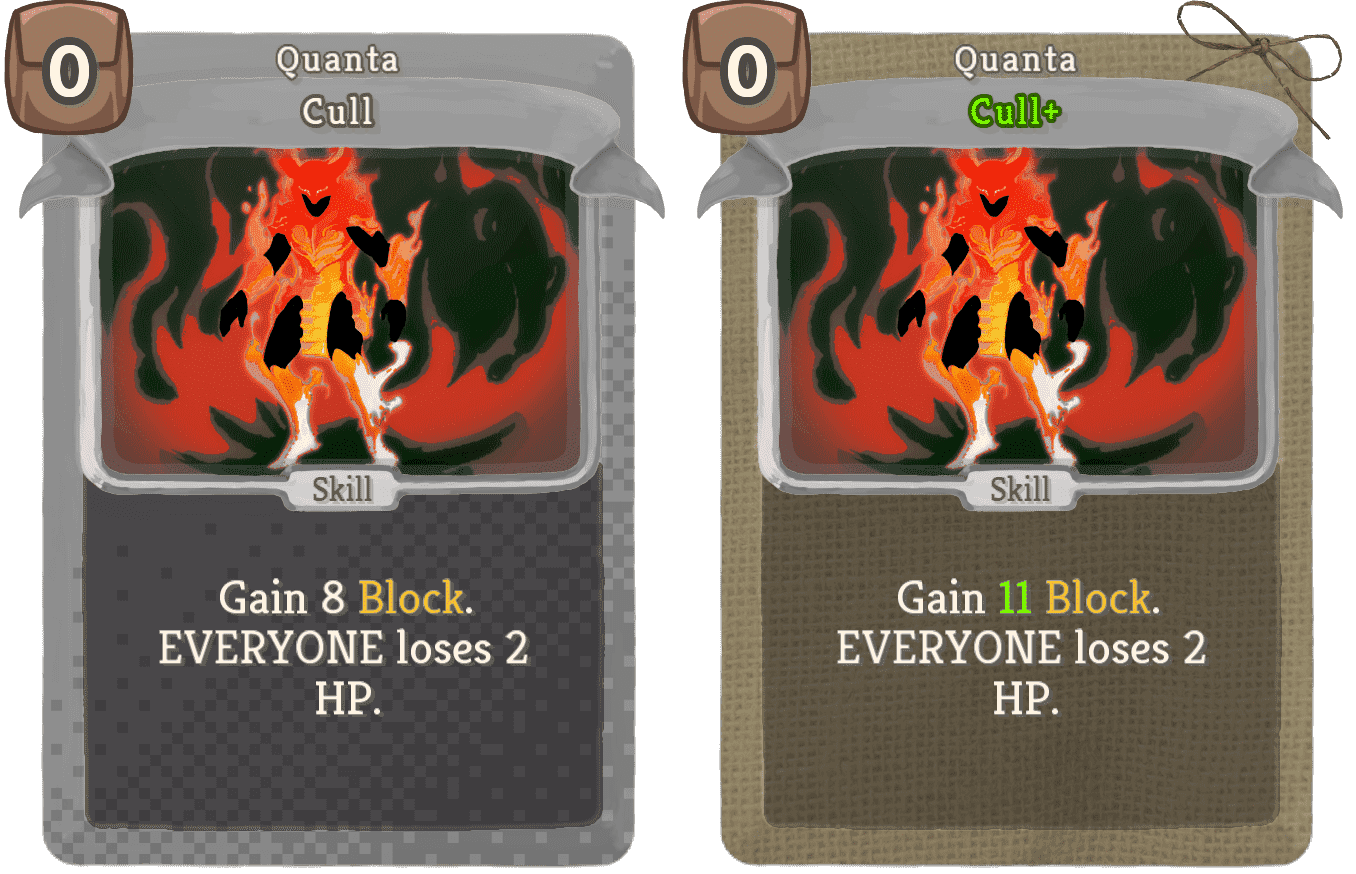 0
Quanta
Cull
Skill
Gain 8 Block.
EVERYONE loses 2
HP.
0
Quanta
Cull+
Skill
Gain 11 Block.
EVERYONE loses 2
HP.